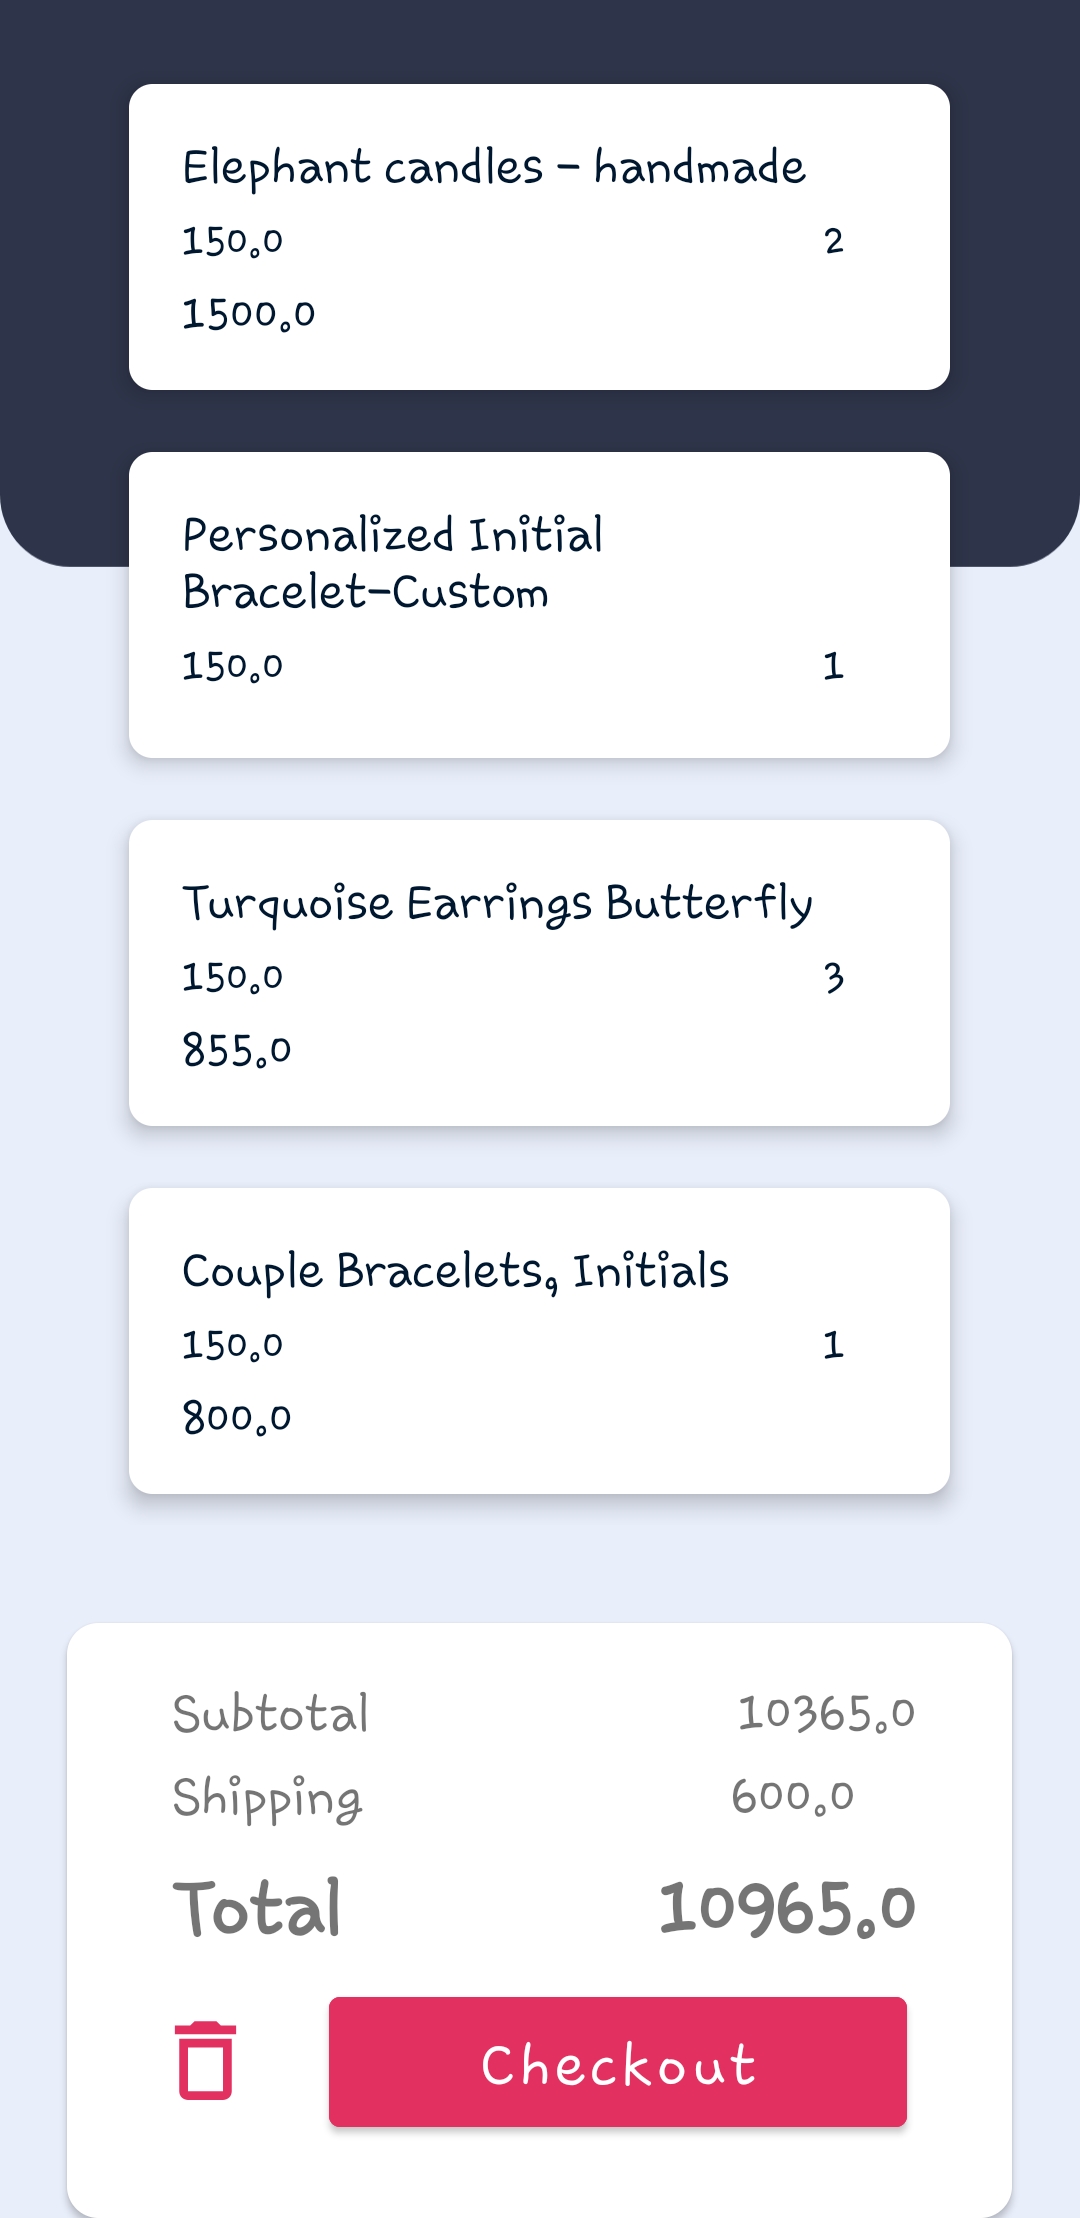 Elephant candles - handmade
150.0 2
1500.0
Personalized Initial
Bracelet-Custom
150.0 1
Turquoise Earrings Butterfly
150.0 3
855.0
Couple Bracelets, Initials
150.0 1
800.0
Subtotal 10365.0
Shipping 600.0
Total 10965.0
Checkout